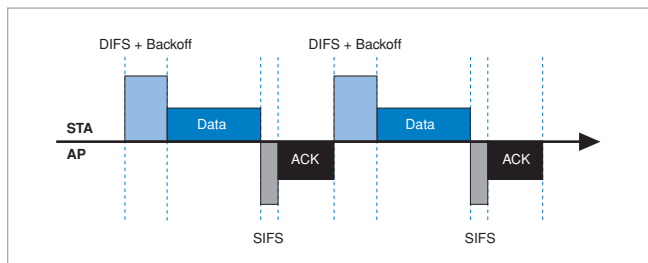 DIFS + Backoff DIFS + Backoff
STA Data Data
AP ACK ACK
SIFS SIFS